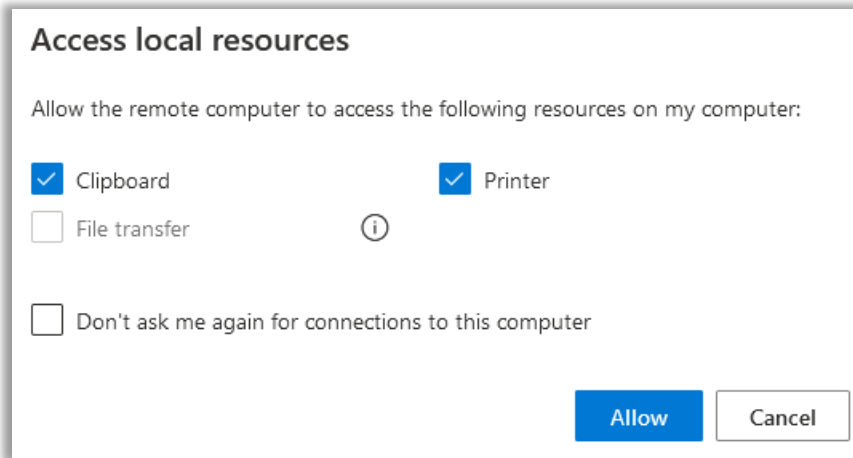 Access local resources
Allow the remote computer to access the following resources on my computer:
Clipboard
Printer
File transfer
Don't ask me again for connections to this computer
Allow
Cancel